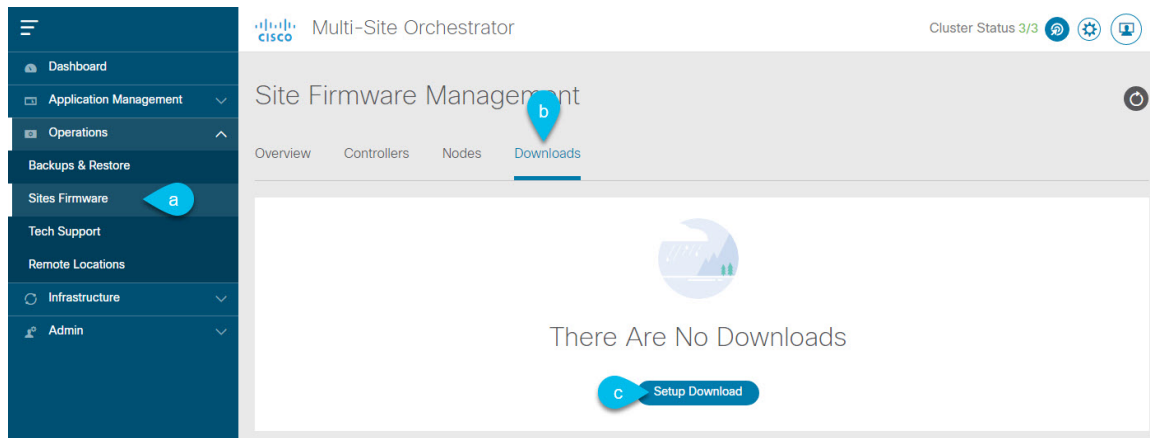 cisco Multi-Site Orchestrator Cluster Status 3/3
Dashboard
Application Management
Operations
Backups & Restore
Sites Firmware a
Tech Support
Remote Locations
Infrastructure
Admin
Site Firmware Management
b
Overview Controllers Nodes Downloads
There Are No Downloads
c Setup Download